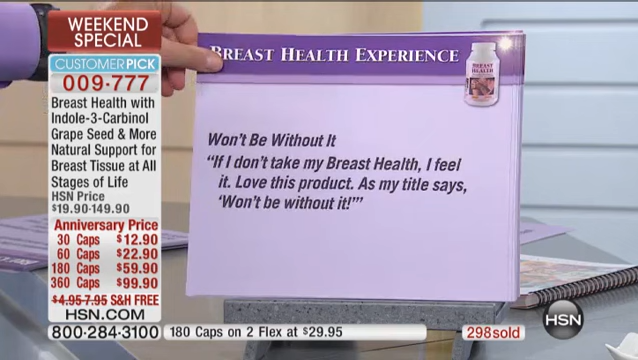 WEEKEND
SPECIAL
CUSTOMER PICK
009-777
Breast Health with
Indole-3-Carbinol
Grape Seed & More
Natural Support for
Breast Tissue at All
Stages of Life
HSN Price
$19.90-149.90
Anniversary Price
30 Caps $12.90
60 Caps $22.90
180 Caps $59.90
360 Caps $99.90
$4.95-7.95 S&H FREE
HSN.COM
800-284-3100
180 Caps on 2 Flex at $29.95
298sold
HSN
BREAST HEALTH EXPERIENCE
BREAST
HEALTH
Won't Be Without It
"If I don't take my Breast Health, I feel
it. Love this product. As my title says,
'Won't be without it!'"